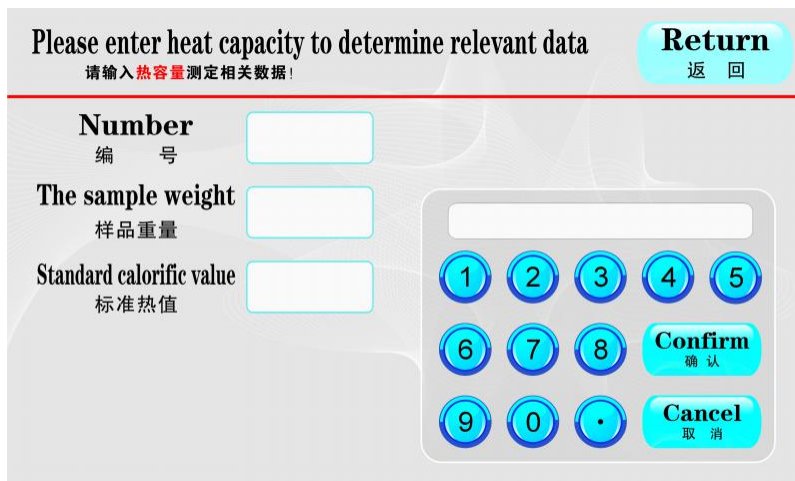 Please enter heat capacity to determine relevant data
请输入热容量测定相关数据!
Return
返 回
Number
编 号
The sample weight
样品重量
Standard calorific value
标准热值
1 2 3 4 5
6 7 8
Confirm
确 认
9 0 .
Cancel
取 消